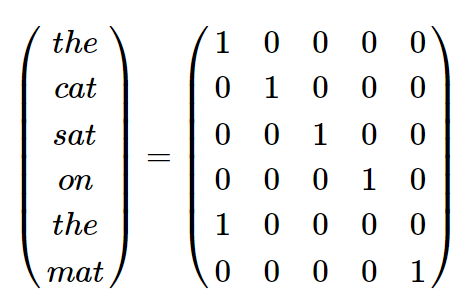 the 1 0 0 0 0
cat 0 1 0 0 0
sat 0 0 1 0 0
=
on 0 0 0 1 0
the 1 0 0 0 0
mat 0 0 0 0 1